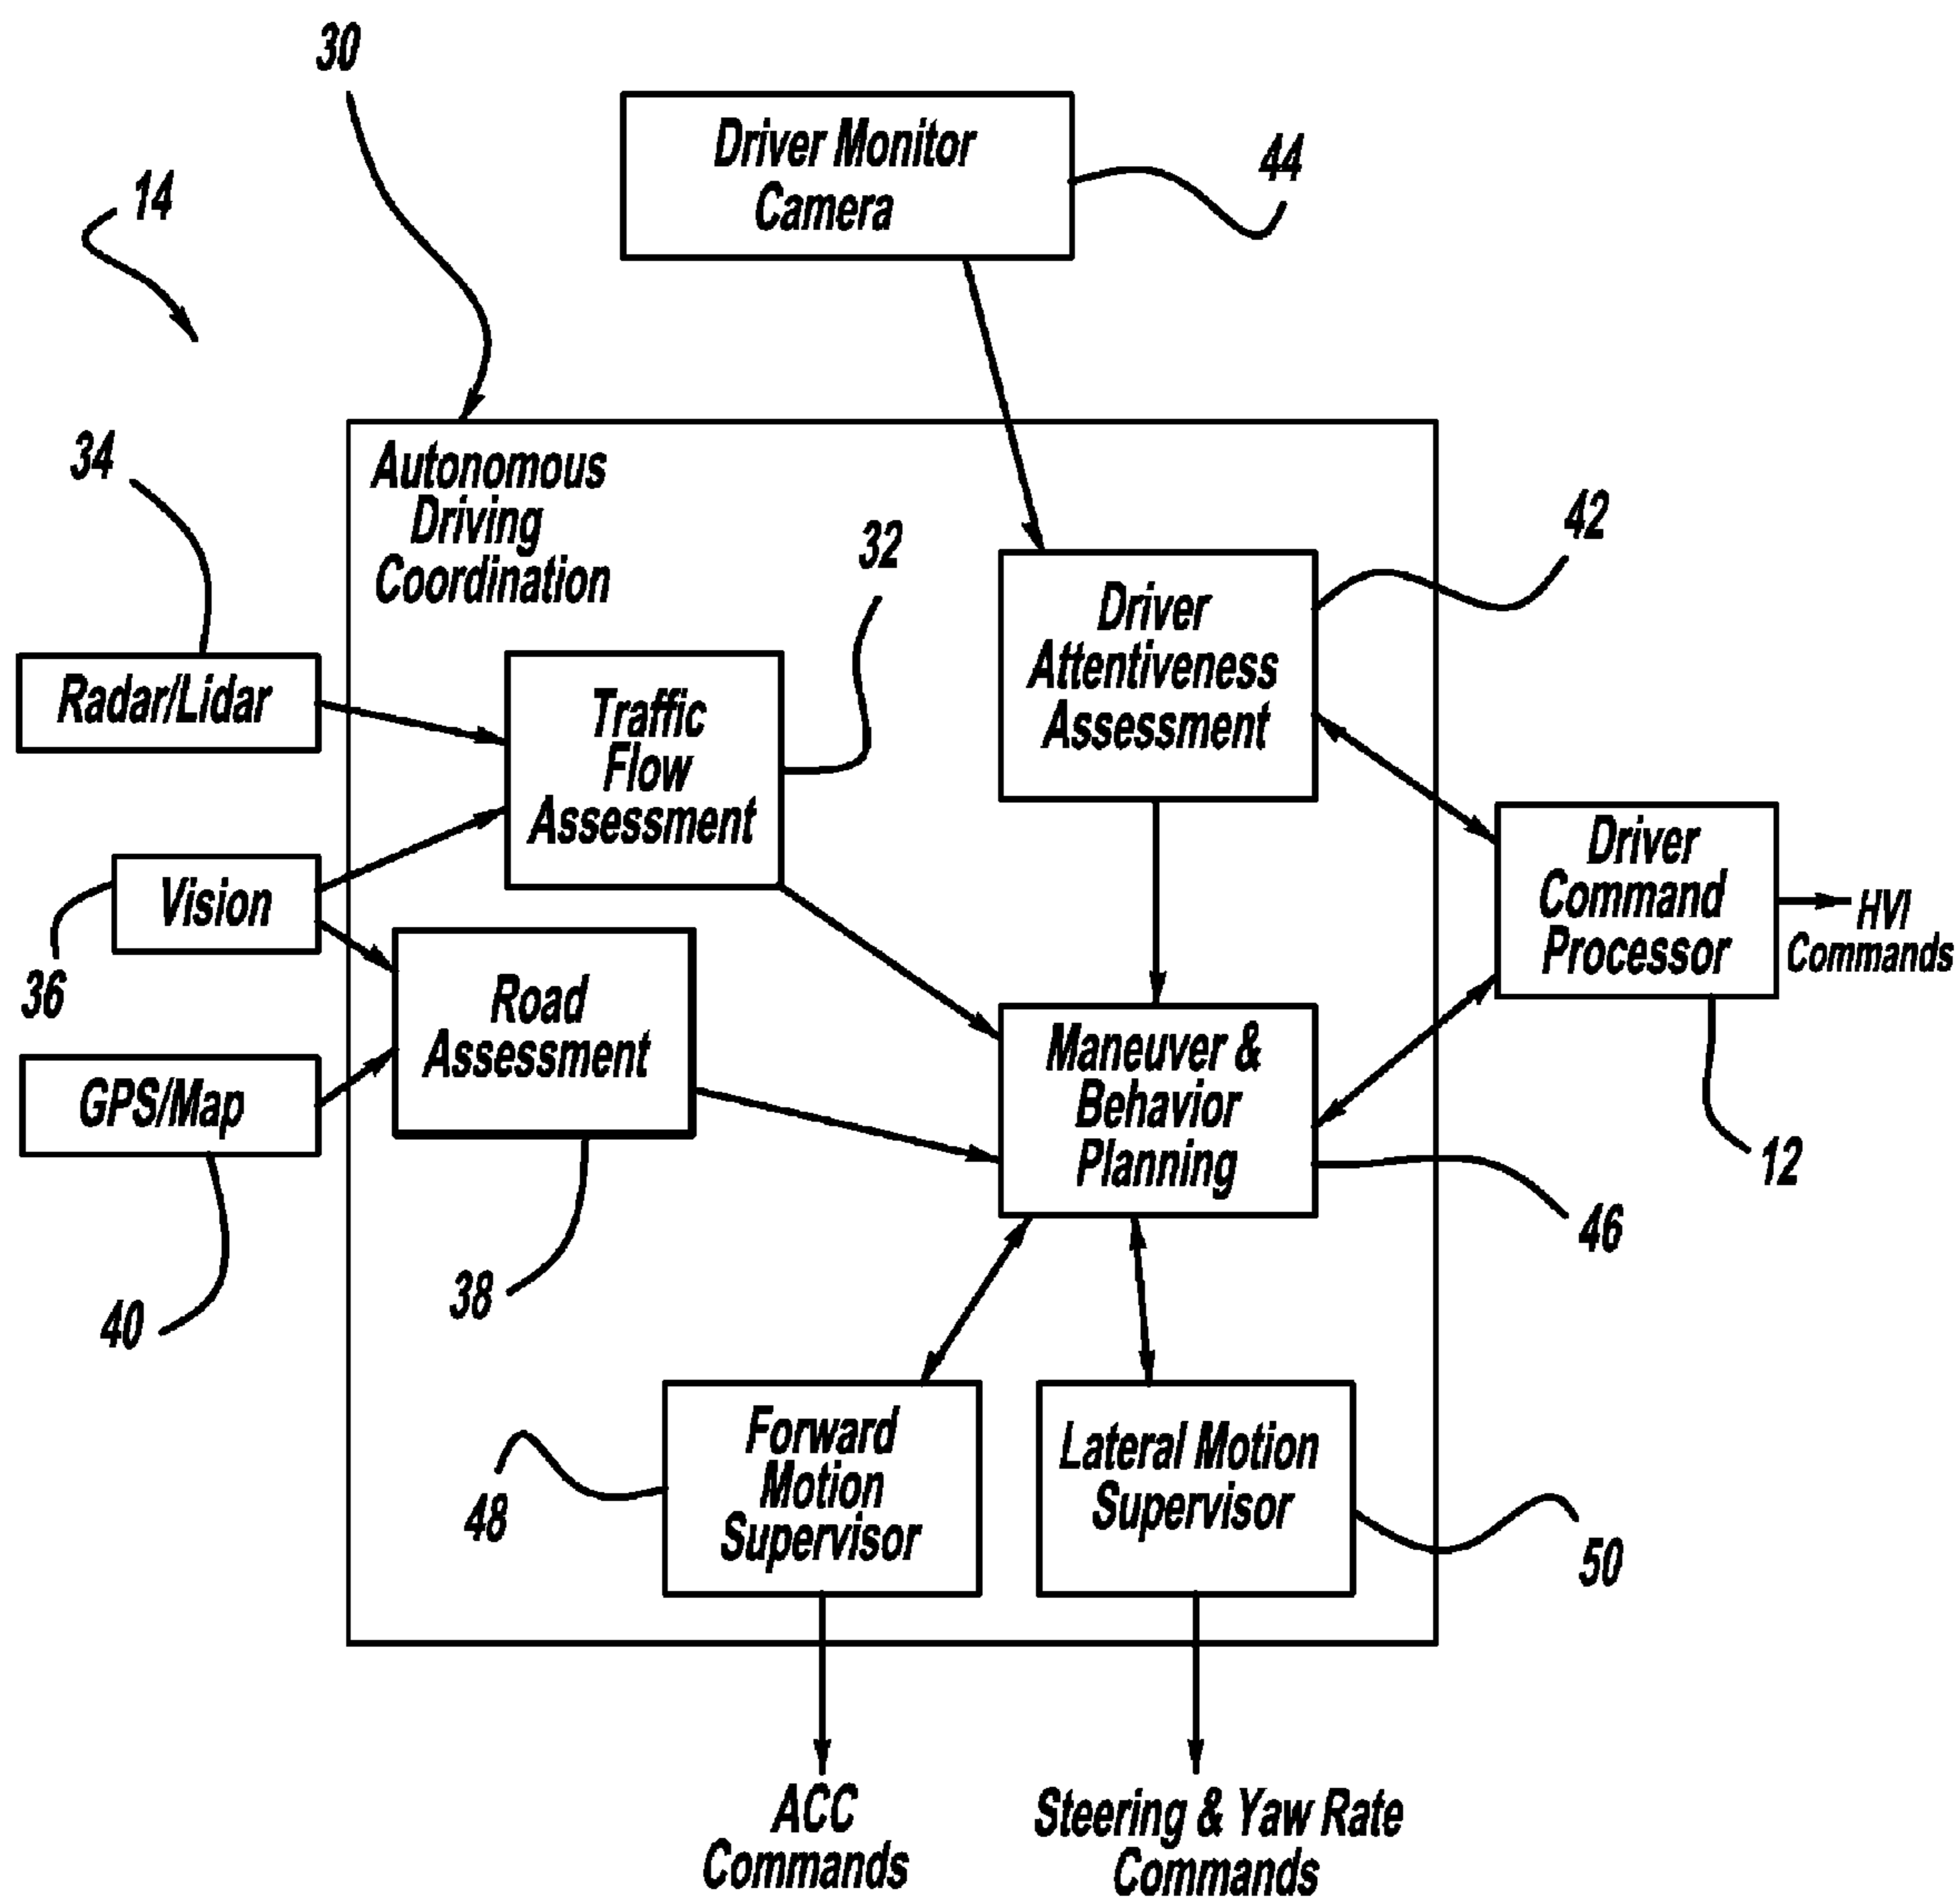 30
Driver Monitor
Camera
44
14
34
Autonomous
Driving
Coordination
32
42
Radar/Lidar
Traffic
Flow
Assessment
Driver
Attentiveness
Assessment
Vision
36
Driver
Command
Processor
HVI
Commands
Road
Assessment
GPS/Map
Maneuver &
Behavior
Planning
12
46
38
40
Forward
Motion
Supervisor
48
Lateral Motion
Supervisor
50
ACC
Commands
Steering & Yaw Rate
Commands